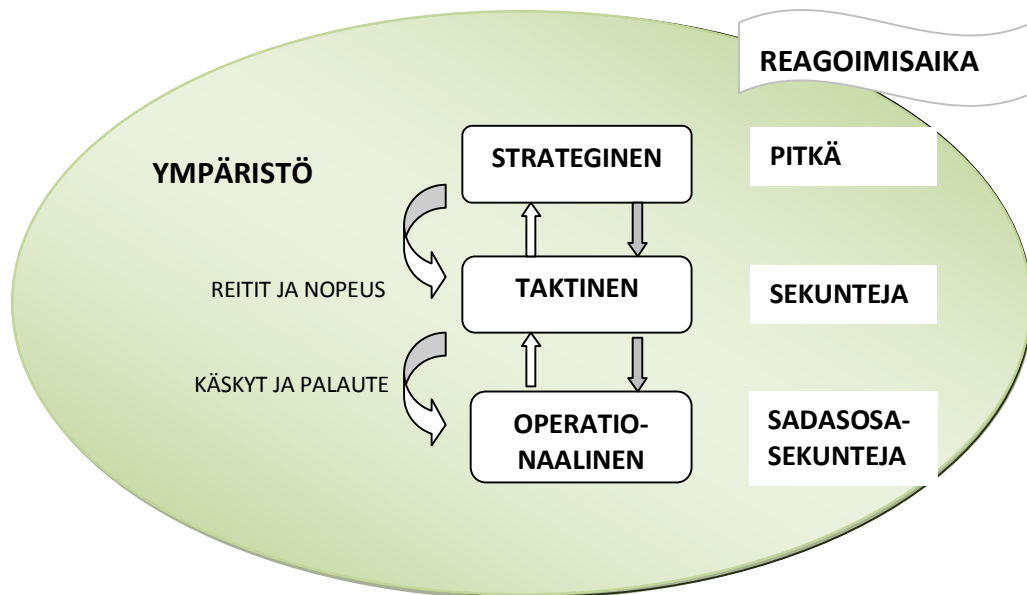 REAGOIMISAIKA
YMPÄRISTÖ
STRATEGINEN
PITKÄ
REITIT JA NOPEUS
TAKTINEN
SEKUNTEJA
KÄSKYT JA PALAUTE
OPERATIO-
NAALINEN
SADASOSA-
SEKUNTEJA